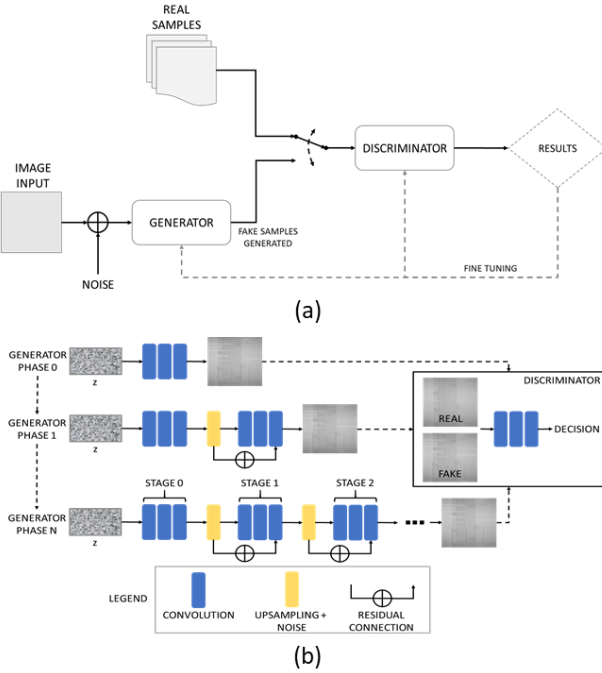 REAL
SAMPLES
IMAGE
INPUT
GENERATOR
NOISE
FAKE SAMPLES
GENERATED
DISCRIMINATOR
RESULTS
FINE TUNING
(a)
GENERATOR
PHASE 0
z
GENERATOR
PHASE 1
z
DISCRIMINATOR
REAL
FAKE
DECISION
STAGE 0
STAGE 1
STAGE 2
GENERATOR
PHASE N
z
LEGEND
CONVOLUTION
UPSAMPLING +
NOISE
RESIDUAL
CONNECTION
(b)